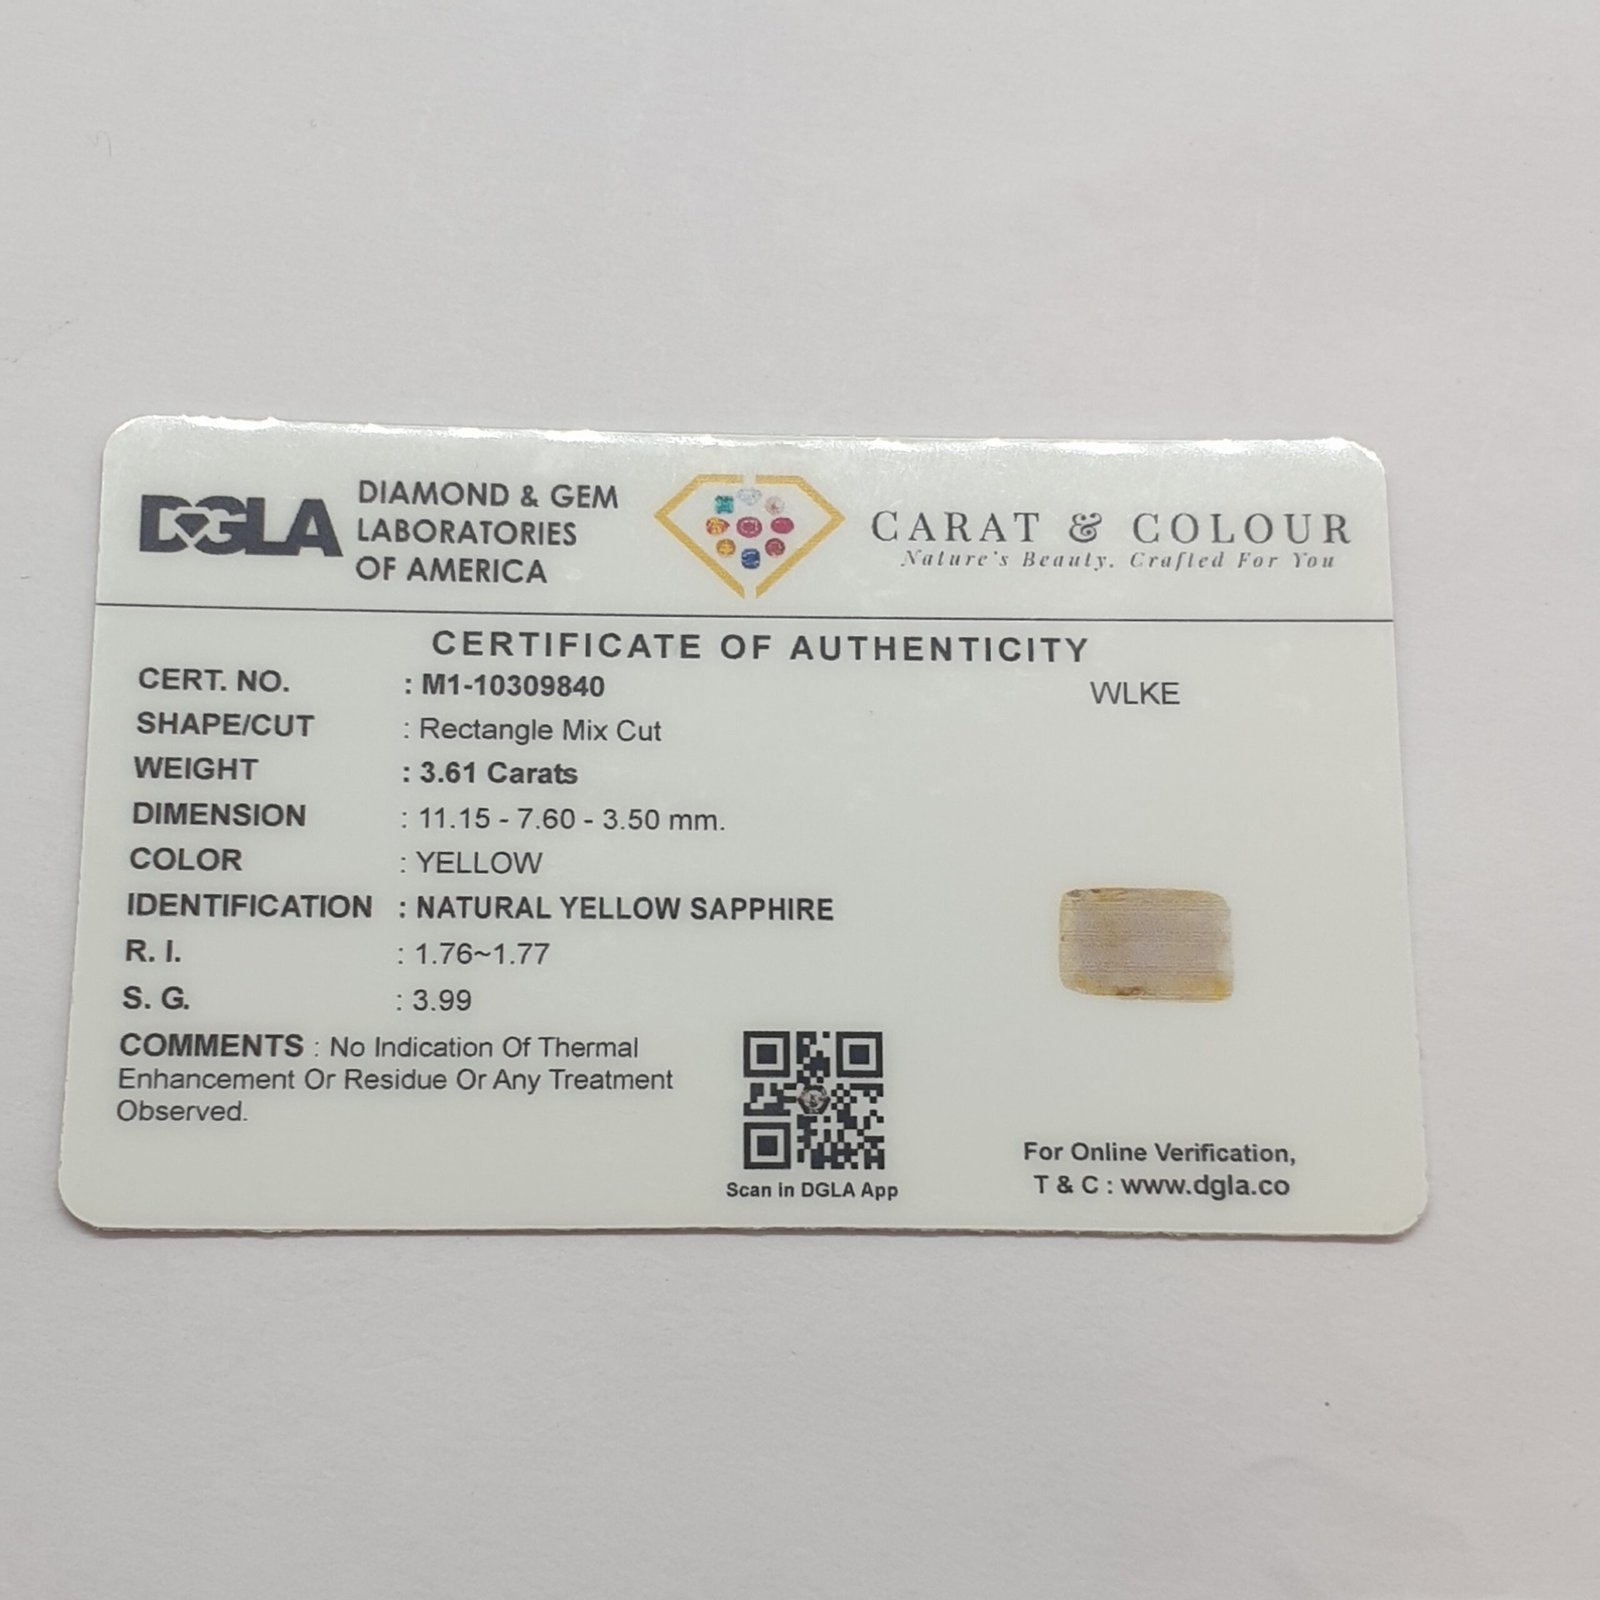 DGLA
DIAMOND & GEM
LABORATORIES
OF AMERICA
CARAT & COLOUR
Nature's Beauty. Crafted For You
CERTIFICATE OF AUTHENTICITY
CERT. NO. : M1-10309840
WLKE
SHAPE/CUT : Rectangle Mix Cut
WEIGHT : 3.61 Carats
DIMENSION : 11.15 - 7.60 - 3.50 mm.
COLOR : YELLOW
IDENTIFICATION : NATURAL YELLOW SAPPHIRE
R. I. : 1.76~1.77
S. G. : 3.99
COMMENTS : No Indication Of Thermal
Enhancement Or Residue Or Any Treatment
Observed.
Scan in DGLA App
For Online Verification,
T & C : www.dgla.co